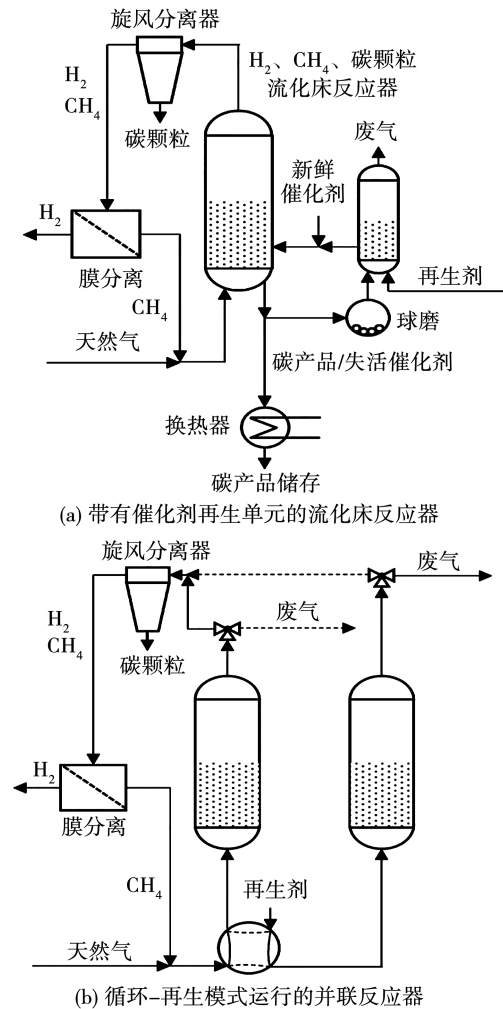 旋风分离器
H₂、CH₄、碳颗粒
流化床反应器
H₂
CH₄
碳颗粒
废气
新鲜
催化剂
H₂
膜分离
再生剂
CH₄
球磨
天然气
碳产品/失活催化剂
换热器
碳产品储存
(a) 带有催化剂再生单元的流化床反应器
旋风分离器
废气
H₂
CH₄
废气
碳颗粒
H₂
膜分离
CH₄
再生剂
天然气
(b) 循环-再生模式运行的并联反应器